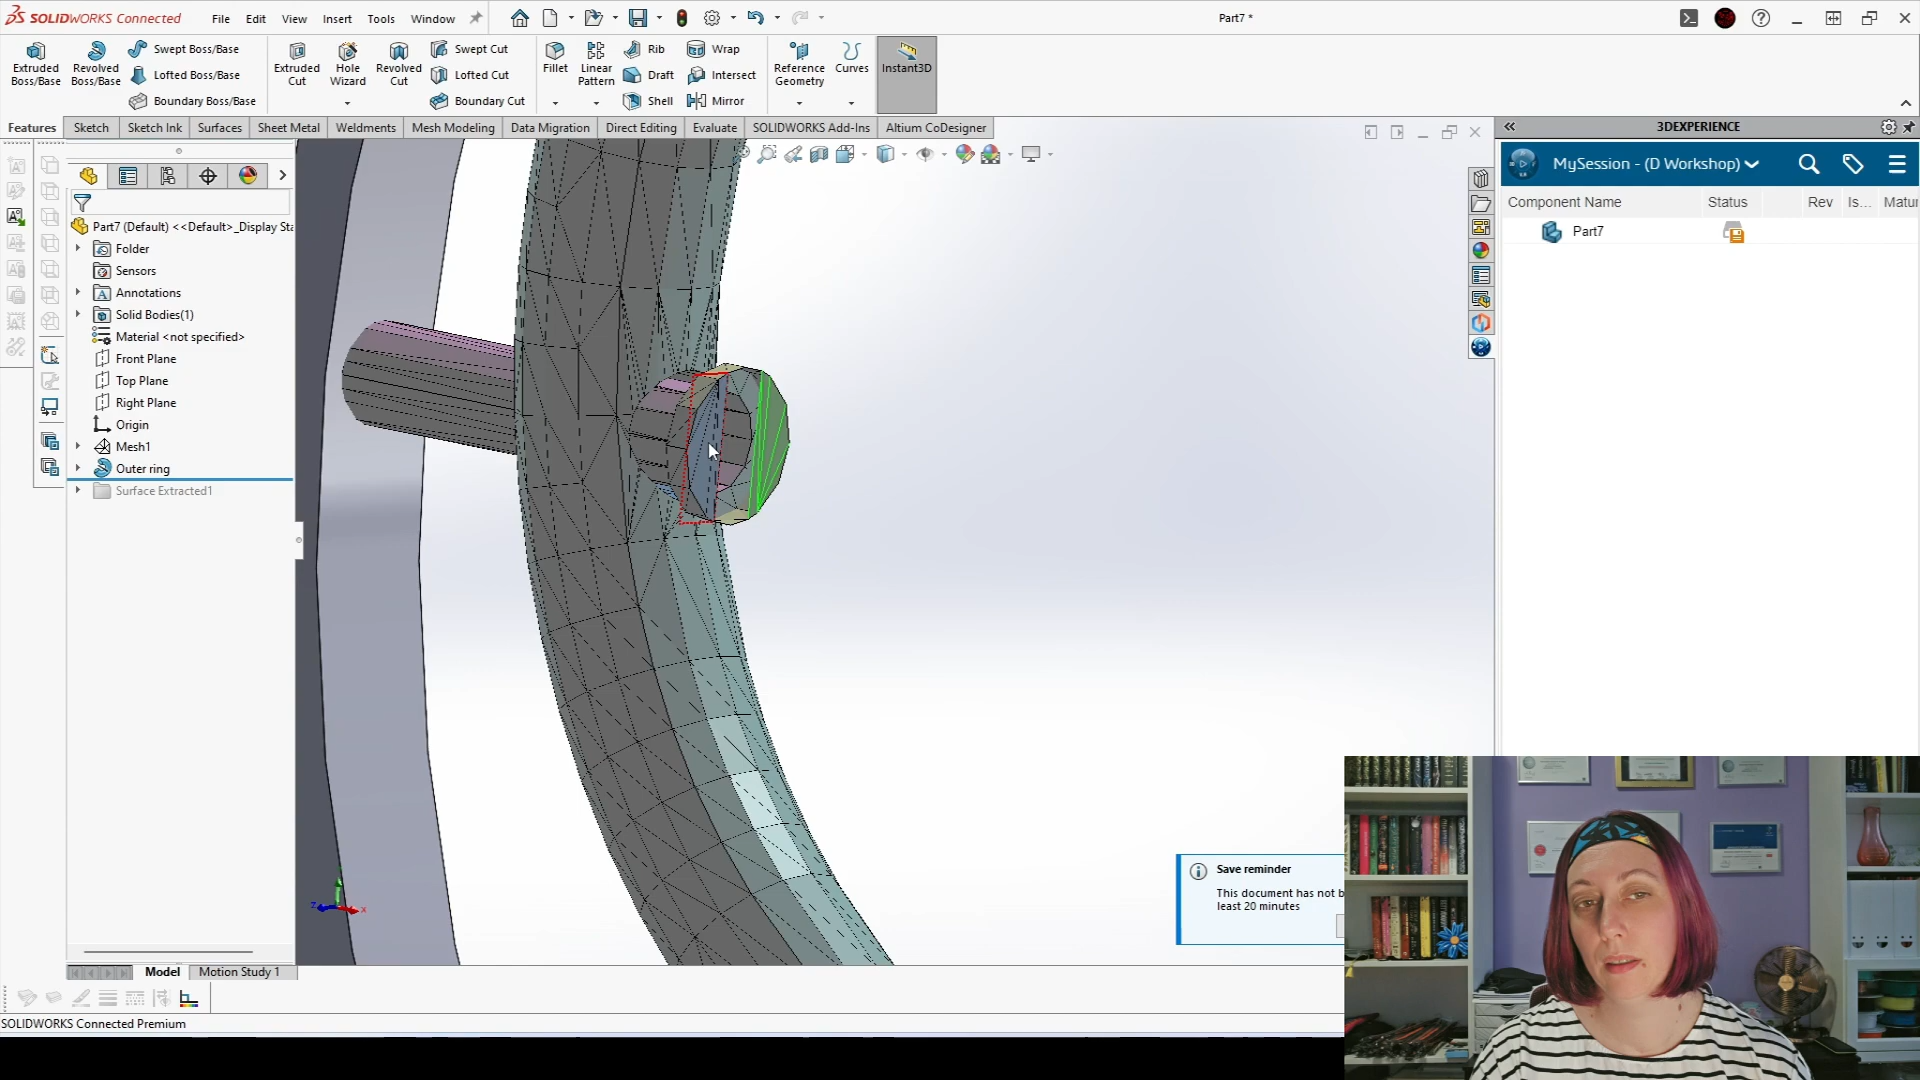 SOLIDWORKS Connected
File Edit View Insert Tools Window
Part7 *
Extruded Boss/Base
Revolved Boss/Base
Swept Boss/Base
Lofted Boss/Base
Boundary Boss/Base
Extruded Cut
Hole Wizard
Revolved Cut
Swept Cut
Lofted Cut
Boundary Cut
Fillet
Linear Pattern
Rib
Draft
Shell
Wrap
Intersect
Mirror
Reference Geometry
Curves
Instant3D
Features Sketch Sketch Ink Surfaces Sheet Metal Weldments Mesh Modeling Data Migration Direct Editing Evaluate SOLIDWORKS Add-Ins Altium CoDesigner
3DEXPERIENCE
MySession - (D Workshop)
Component Name Status Rev Is... Matur
Part7
Part7 (Default) <<Default>_Display Sta
Folder
Sensors
Annotations
Solid Bodies(1)
Material <not specified>
Front Plane
Top Plane
Right Plane
Origin
Mesh1
Outer ring
Surface Extracted1
z x
Save reminder
This document has not b
least 20 minutes
Model Motion Study 1
SOLIDWORKS Connected Premium